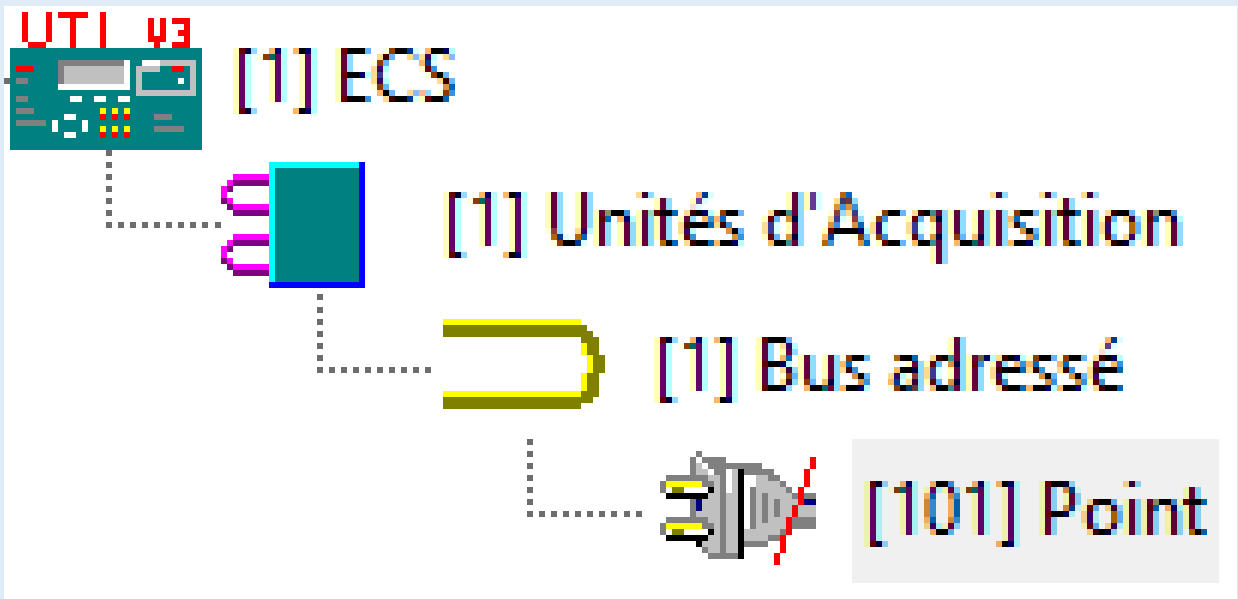 UTI V3
[1] ECS
[1] Unités d'Acquisition
[1] Bus adressé
[101] Point